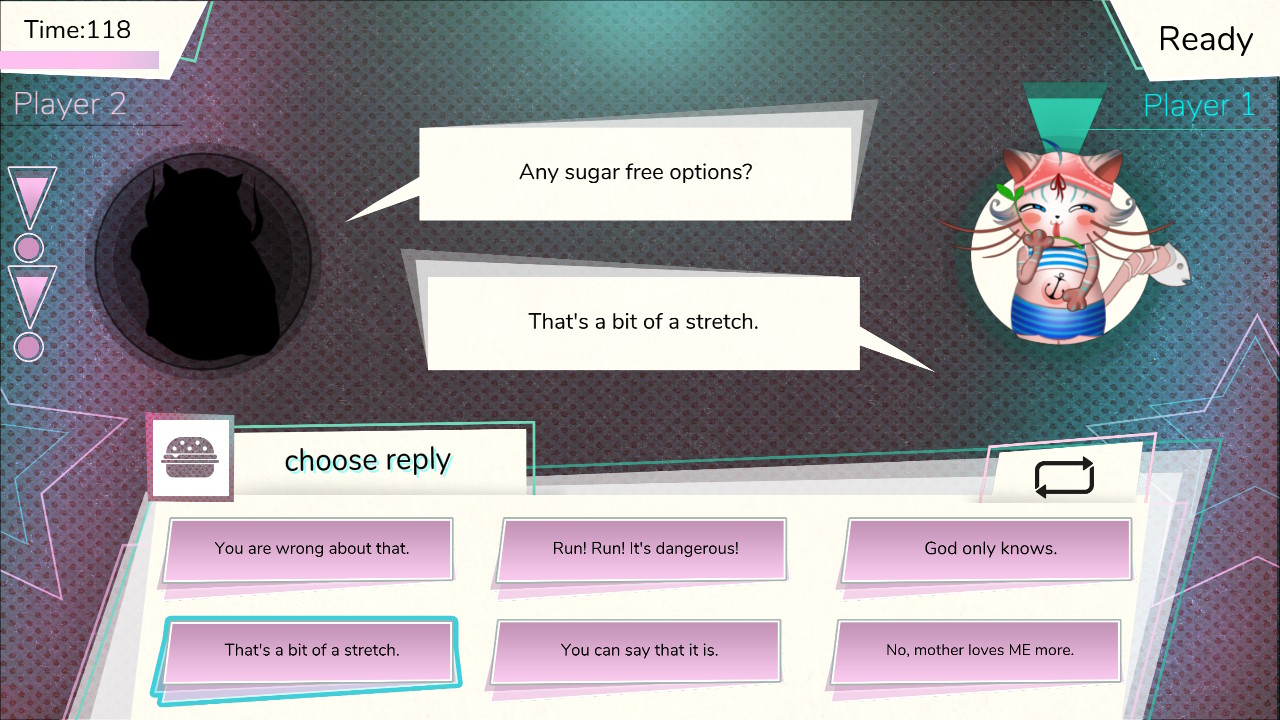 Time:118
Ready
Player 2
Player 1
Any sugar free options?
That's a bit of a stretch.
choose reply
You are wrong about that.
Run! Run! It's dangerous!
God only knows.
That's a bit of a stretch.
You can say that it is.
No, mother loves ME more.